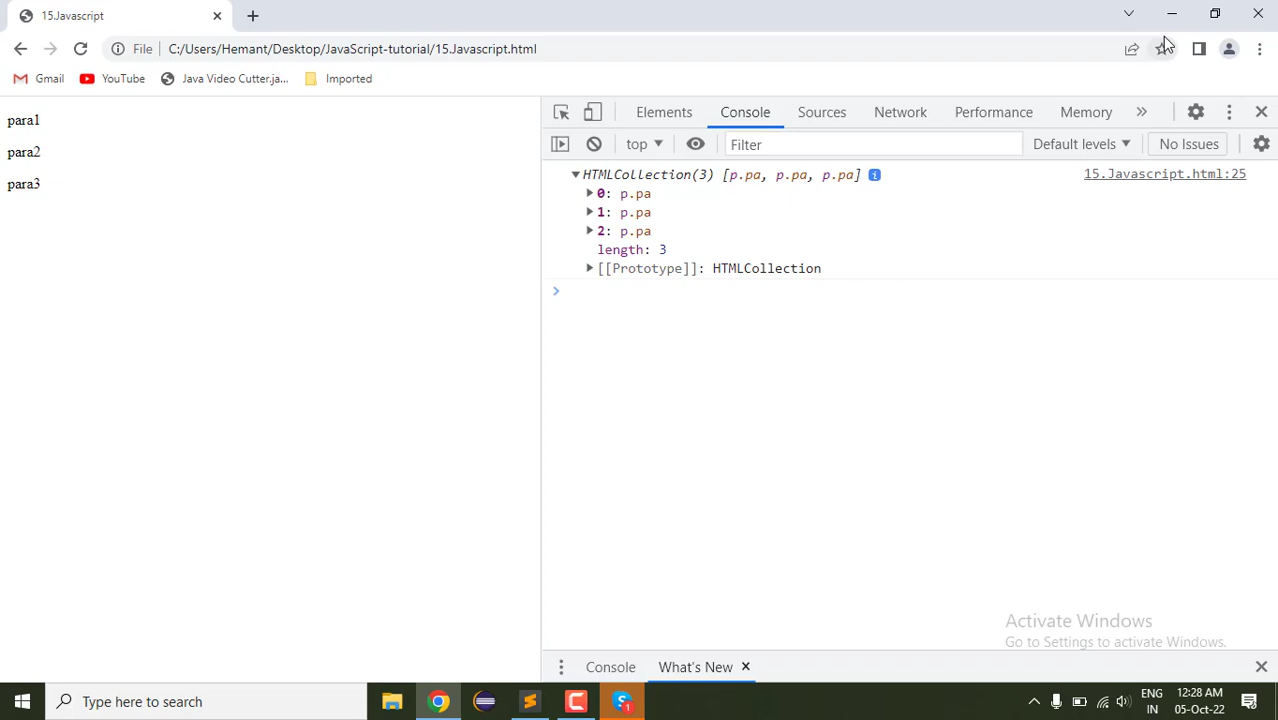 15.Javascript
File C:/Users/Hemant/Desktop/JavaScript-tutorial/15.Javascript.html
Gmail YouTube Java Video Cutter.ja... Imported
para1
para2
para3
Elements Console Sources Network Performance Memory »
top Filter Default levels No Issues
HTMLCollection(3) [p.pa, p.pa, p.pa] i 15.Javascript.html:25
0: p.pa
1: p.pa
2: p.pa
length: 3
[[Prototype]]: HTMLCollection
Activate Windows
Go to Settings to activate Windows.
Console What's New
Type here to search
1
ENG
IN
12:28 AM
05-Oct-22